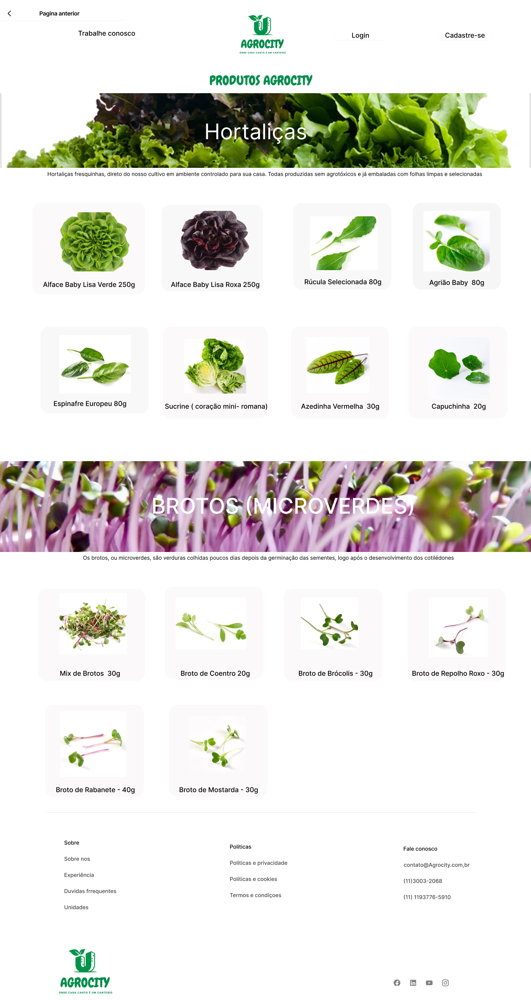 Pagina anterior
Trabalhe conosco
AGROCITY
ONDE CADA CANTO É UM CANTEIRO
Login
Cadastre-se
PRODUTOS AGROCITY
Hortaliças
Hortaliças fresquinhas, direto do nosso cultivo em ambiente controlado para sua casa. Todas produzidas sem agrotóxicos e já embaladas com folhas limpas e selecionadas
Alface Baby Lisa Verde 250g
Alface Baby Lisa Roxa 250g
Rúcula Selecionada 80g
Agrião Baby  80g
Espinafre Europeu 80g
Sucrine ( coração mini- romana)
Azedinha Vermelha  30g
Capuchinha  20g
BROTOS (MICROVERDES)
Os brotos, ou microverdes, são verduras colhidas poucos dias depois da germinação das sementes, logo após o desenvolvimento dos cotilédones
Mix de Brotos  30g
Broto de Coentro 20g
Broto de Brócolis - 30g
Broto de Repolho Roxo - 30g
Broto de Rabanete - 40g
Broto de Mostarda - 30g
Sobre
Sobre nos
Experiência
Duvidas frrequentes
Unidades
Politicas
Politicas e privacidade
Politicas e cookies
Termos e condiçoes
Fale conosco
contato@Agrocity.com,br
(11)3003-2068
(11) 1193776-5910
AGROCITY
ONDE CADA CANTO É UM CANTEIRO